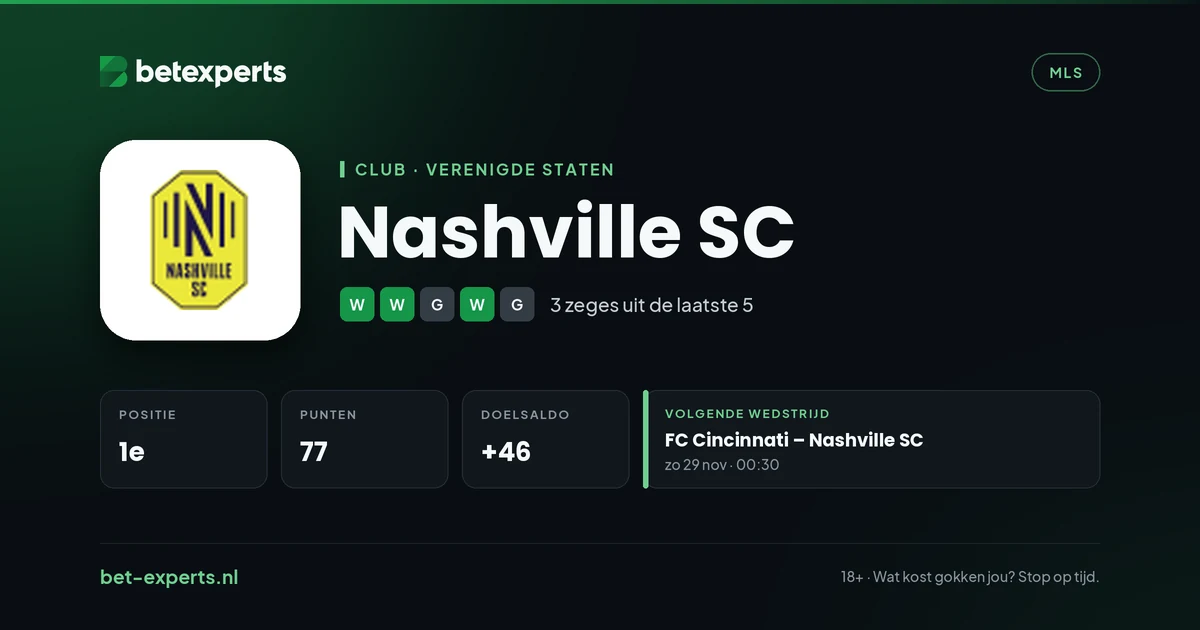 betexperts
MLS
CLUB · VERENIGDE STATEN
Nashville SC
NASHVILLE
SC
W W G W G 3 zeges uit de laatste 5
POSITIE
1e
PUNTEN
77
DOELSALDO
+46
VOLGENDE WEDSTRIJD
FC Cincinnati – Nashville SC
zo 29 nov · 00:30
bet-experts.nl
18+ · Wat kost gokken jou? Stop op tijd.